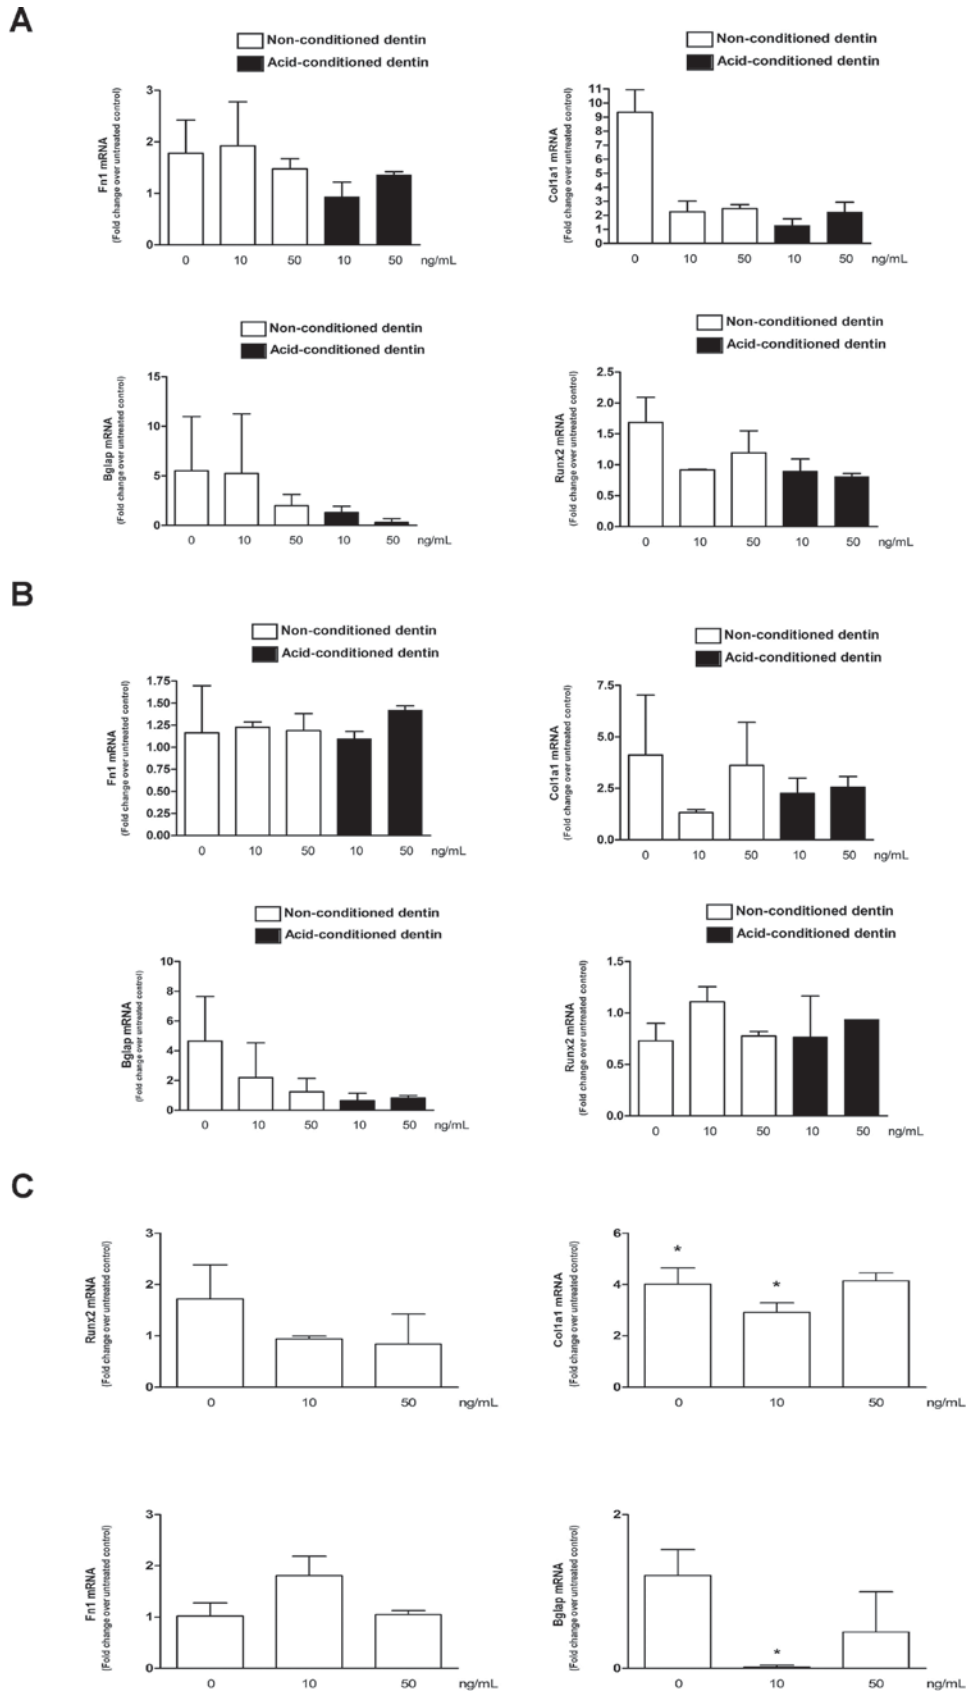 A
Non-conditioned dentin
Acid-conditioned dentin
Fn1 mRNA
(Fold change over untreated control)
3
2
1
0
0 10 50 10 50 ng/mL
Non-conditioned dentin
Acid-conditioned dentin
Col1a1 mRNA
(Fold change over untreated control)
11
10
9
8
7
6
5
4
3
2
1
0
0 10 50 10 50 ng/mL
Non-conditioned dentin
Acid-conditioned dentin
Bglap mRNA
(Fold change over untreated control)
15
10
5
0
0 10 50 10 50 ng/mL
Non-conditioned dentin
Acid-conditioned dentin
Runx2 mRNA
(Fold change over untreated control)
2.5
2.0
1.5
1.0
0.5
0.0
0 10 50 10 50 ng/mL
B
Non-conditioned dentin
Acid-conditioned dentin
Fn1 mRNA
(Fold change over untreated control)
1.75
1.50
1.25
1.00
0.75
0.50
0.25
0.00
0 10 50 10 50 ng/mL
Non-conditioned dentin
Acid-conditioned dentin
Col1a1 mRNA
(Fold change over untreated control)
7.5
5.0
2.5
0.0
0 10 50 10 50 ng/mL
Non-conditioned dentin
Acid-conditioned dentin
Bglap mRNA
(Fold change over untreated control)
10
8
6
4
2
0
0 10 50 10 50 ng/mL
Non-conditioned dentin
Acid-conditioned dentin
Runx2 mRNA
(Fold change over untreated control)
1.5
1.0
0.5
0.0
0 10 50 10 50 ng/mL
C
Runx2 mRNA
(Fold change over untreated control)
3
2
1
0
0 10 50 ng/mL
Col1a1 mRNA
(Fold change over untreated control)
6
4
2
0
* *
0 10 50 ng/mL
Fn1 mRNA
(Fold change over untreated control)
3
2
1
0
0 10 50 ng/mL
Bglap mRNA
(Fold change over untreated control)
2
0
*
0 10 50 ng/mL